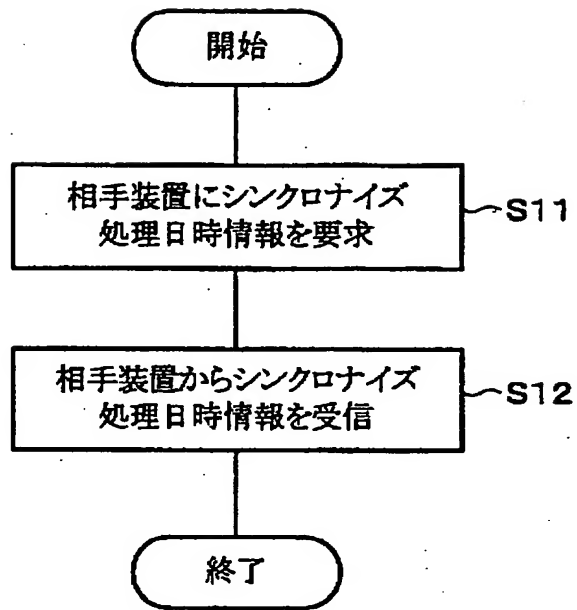 開始
相手装置にシンクロナイズ
処理日時情報を要求
S11
相手装置からシンクロナイズ
処理日時情報を受信
S12
終了